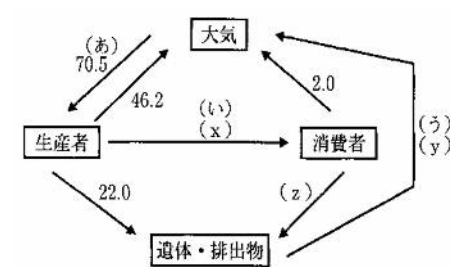 大気
(あ)
70.5
46.2
2.0
(い)
(x)
(う)
(y)
生産者
消費者
22.0
(z)
遺体・排出物